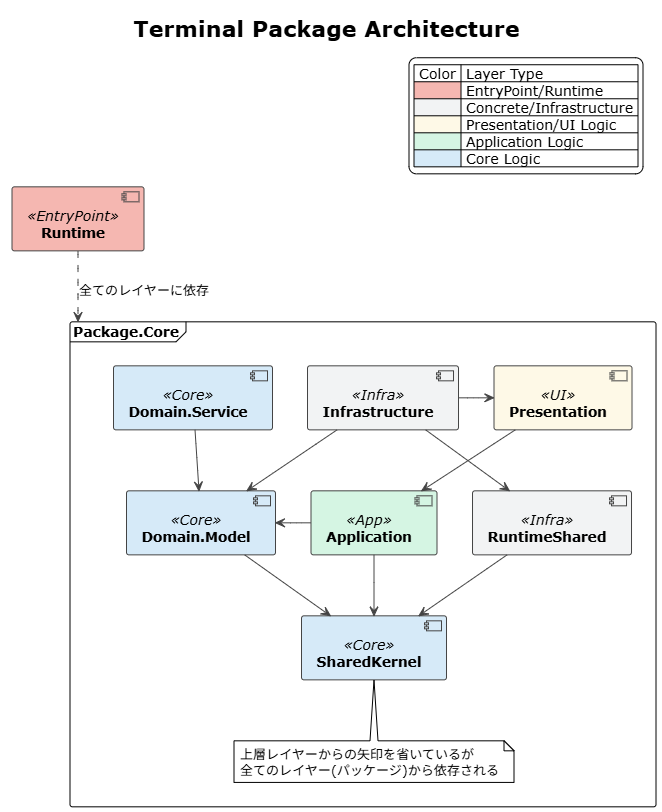 Terminal Package Architecture
Color Layer Type
EntryPoint/Runtime
Concrete/Infrastructure
Presentation/UI Logic
Application Logic
Core Logic
«EntryPoint»
Runtime
全てのレイヤーに依存
Package.Core
«Core»
Domain.Service
«Infra»
Infrastructure
«UI»
Presentation
«Core»
Domain.Model
«App»
Application
«Infra»
RuntimeShared
«Core»
SharedKernel
上層レイヤーからの矢印を省いているが
全てのレイヤー(パッケージ)から依存される